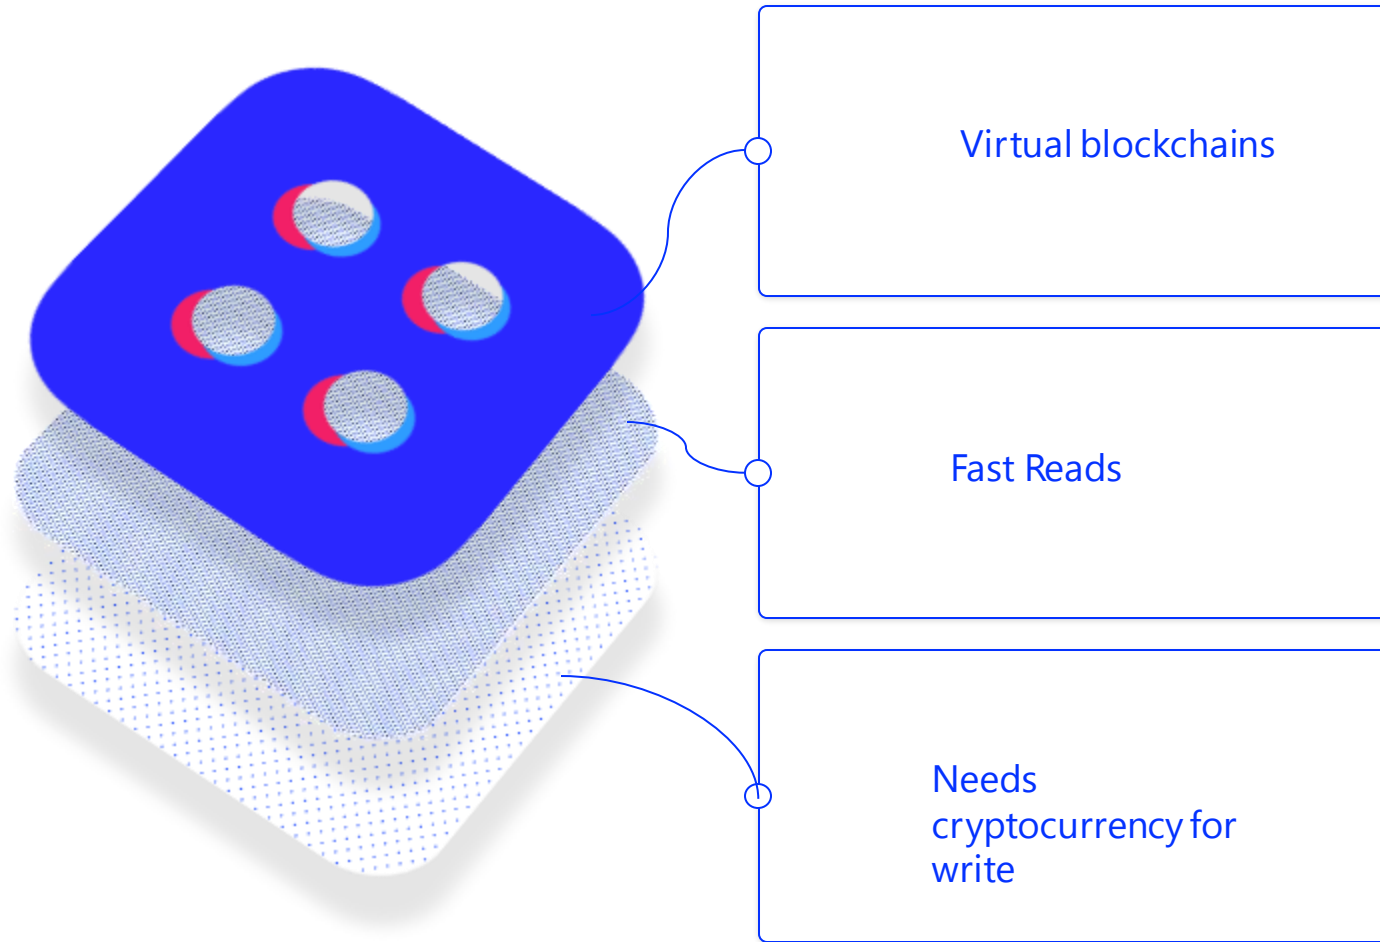 Virtual blockchains
Fast Reads
Needs
cryptocurrency for
write